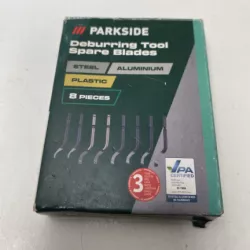 PARKSIDE
Deburring Tool
Spare Blades
STEEL
ALUMINIUM
PLASTIC
8 PIECES
3
VPA
CERTIFIED